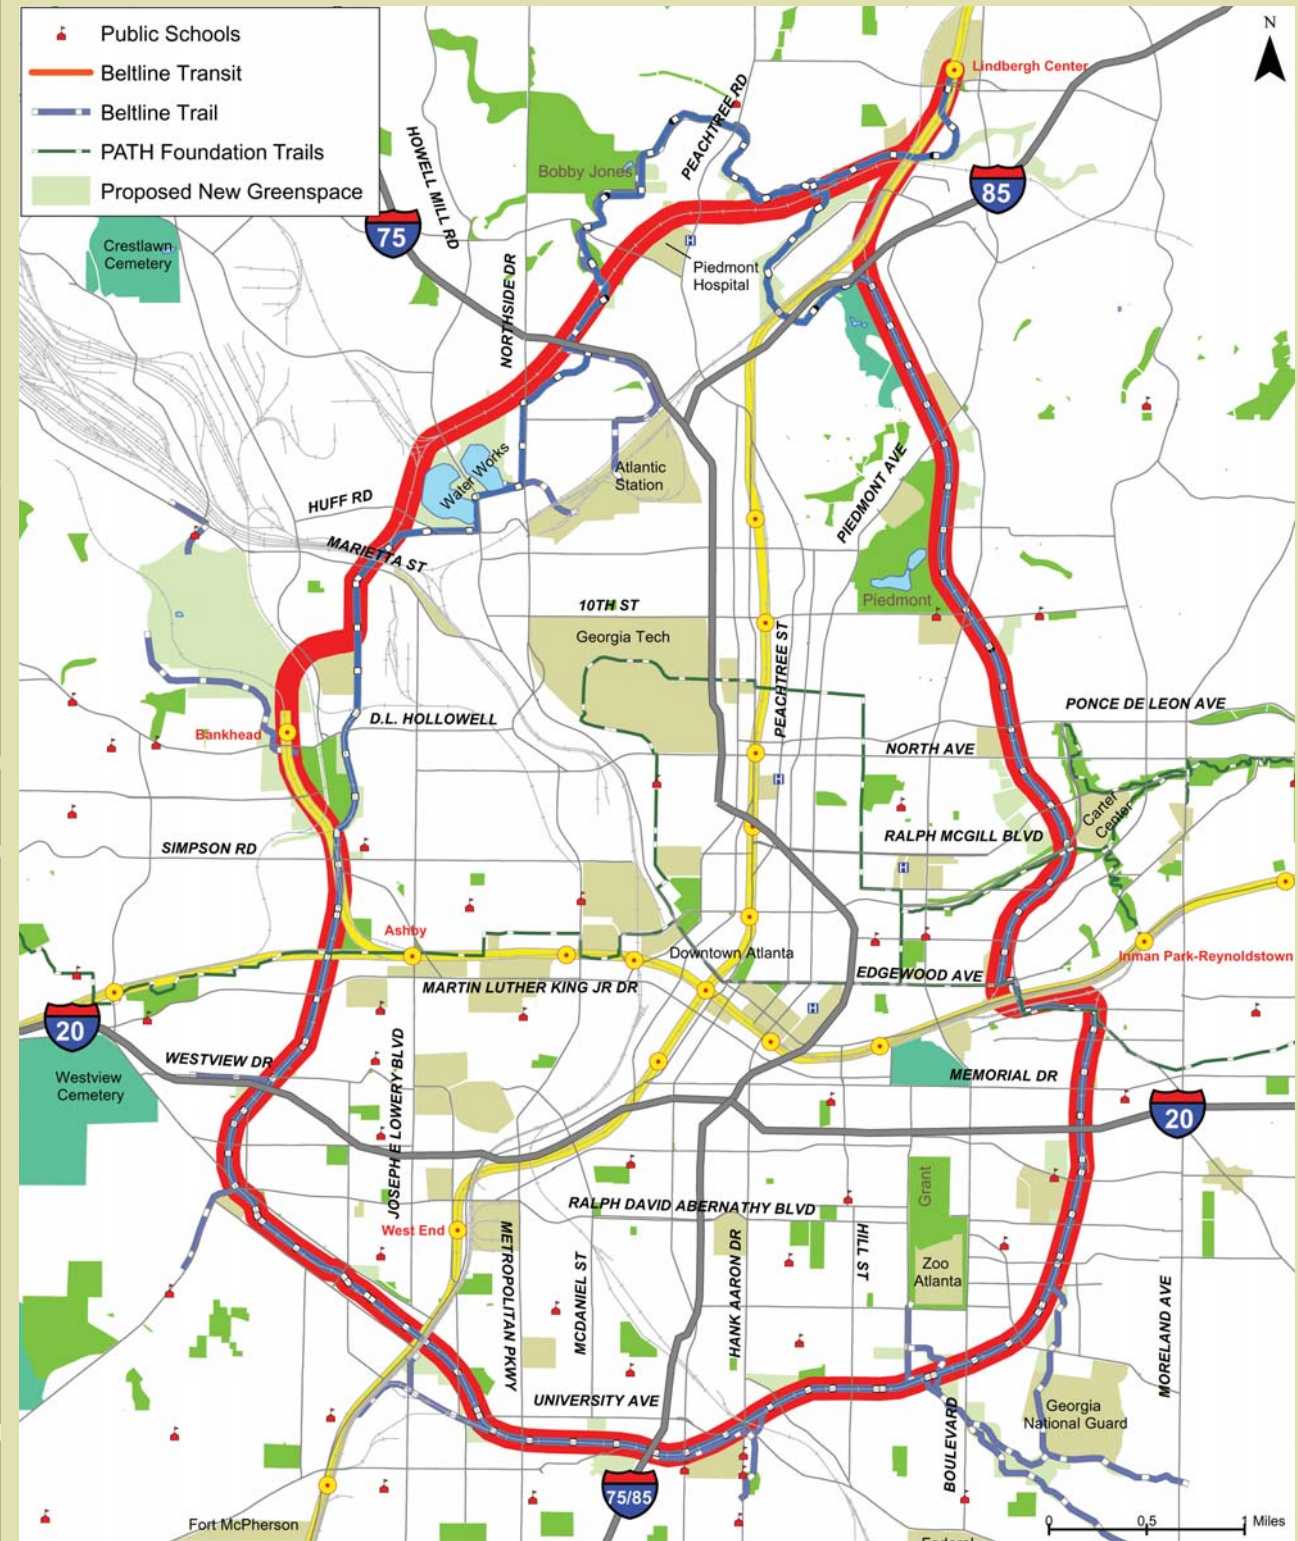 Public Schools
Beltline Transit
Beltline Trail
PATH Foundation Trails
Proposed New Greenspace
N
Lindbergh Center
PEACHTREE RD
HOWELL MILL RD
Bobby Jones
85
75
Crestlawn
Cemetery
H
Piedmont
Hospital
NORTHSIDE DR
Water Works
Atlantic
Station
PIEDMONT AVE
HUFF RD
MARIETTA ST
Piedmont
10TH ST
Georgia Tech
PEACHTREE ST
PONCE DE LEON AVE
D.L. HOLLOWELL
Bankhead
NORTH AVE
H
Carter
Center
RALPH MCGILL BLVD
SIMPSON RD
H
Ashby
Downtown Atlanta
Inman Park-Reynoldstown
EDGEWOOD AVE
MARTIN LUTHER KING JR DR
H
20
WESTVIEW DR
JOSEPH E LOWERY BLVD
MEMORIAL DR
Westview
Cemetery
20
Grant
RALPH DAVID ABERNATHY BLVD
West End
METROPOLITAN PKWY
MCDANIEL ST
HANK AARON DR
HILL ST
Zoo
Atlanta
MORELAND AVE
UNIVERSITY AVE
BOULEVARD
Georgia
National Guard
75/85
Fort McPherson
0
0.5
1
Miles
Federal